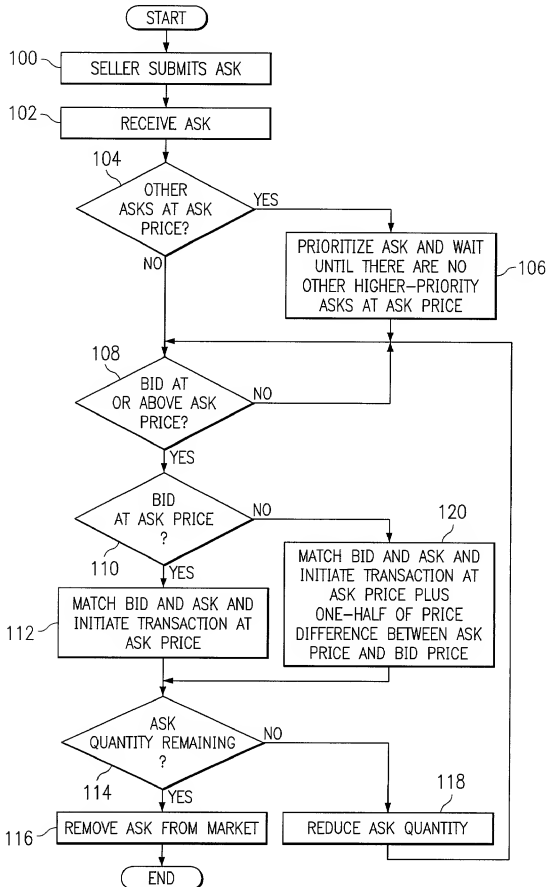 START
100
SELLER SUBMITS ASK
102
RECEIVE ASK
104
OTHER
ASKS AT ASK
PRICE?
YES
NO
PRIORITIZE ASK AND WAIT
UNTIL THERE ARE NO
OTHER HIGHER-PRIORITY
ASKS AT ASK PRICE
106
108
BID AT
OR ABOVE ASK
PRICE?
NO
YES
BID
AT ASK PRICE
?
NO
110
YES
120
MATCH BID AND ASK AND
INITIATE TRANSACTION AT
ASK PRICE PLUS
ONE-HALF OF PRICE
DIFFERENCE BETWEEN ASK
PRICE AND BID PRICE
112
MATCH BID AND ASK AND
INITIATE TRANSACTION AT
ASK PRICE
ASK
QUANTITY REMAINING
?
NO
114
YES
116
REMOVE ASK FROM MARKET
118
REDUCE ASK QUANTITY
END